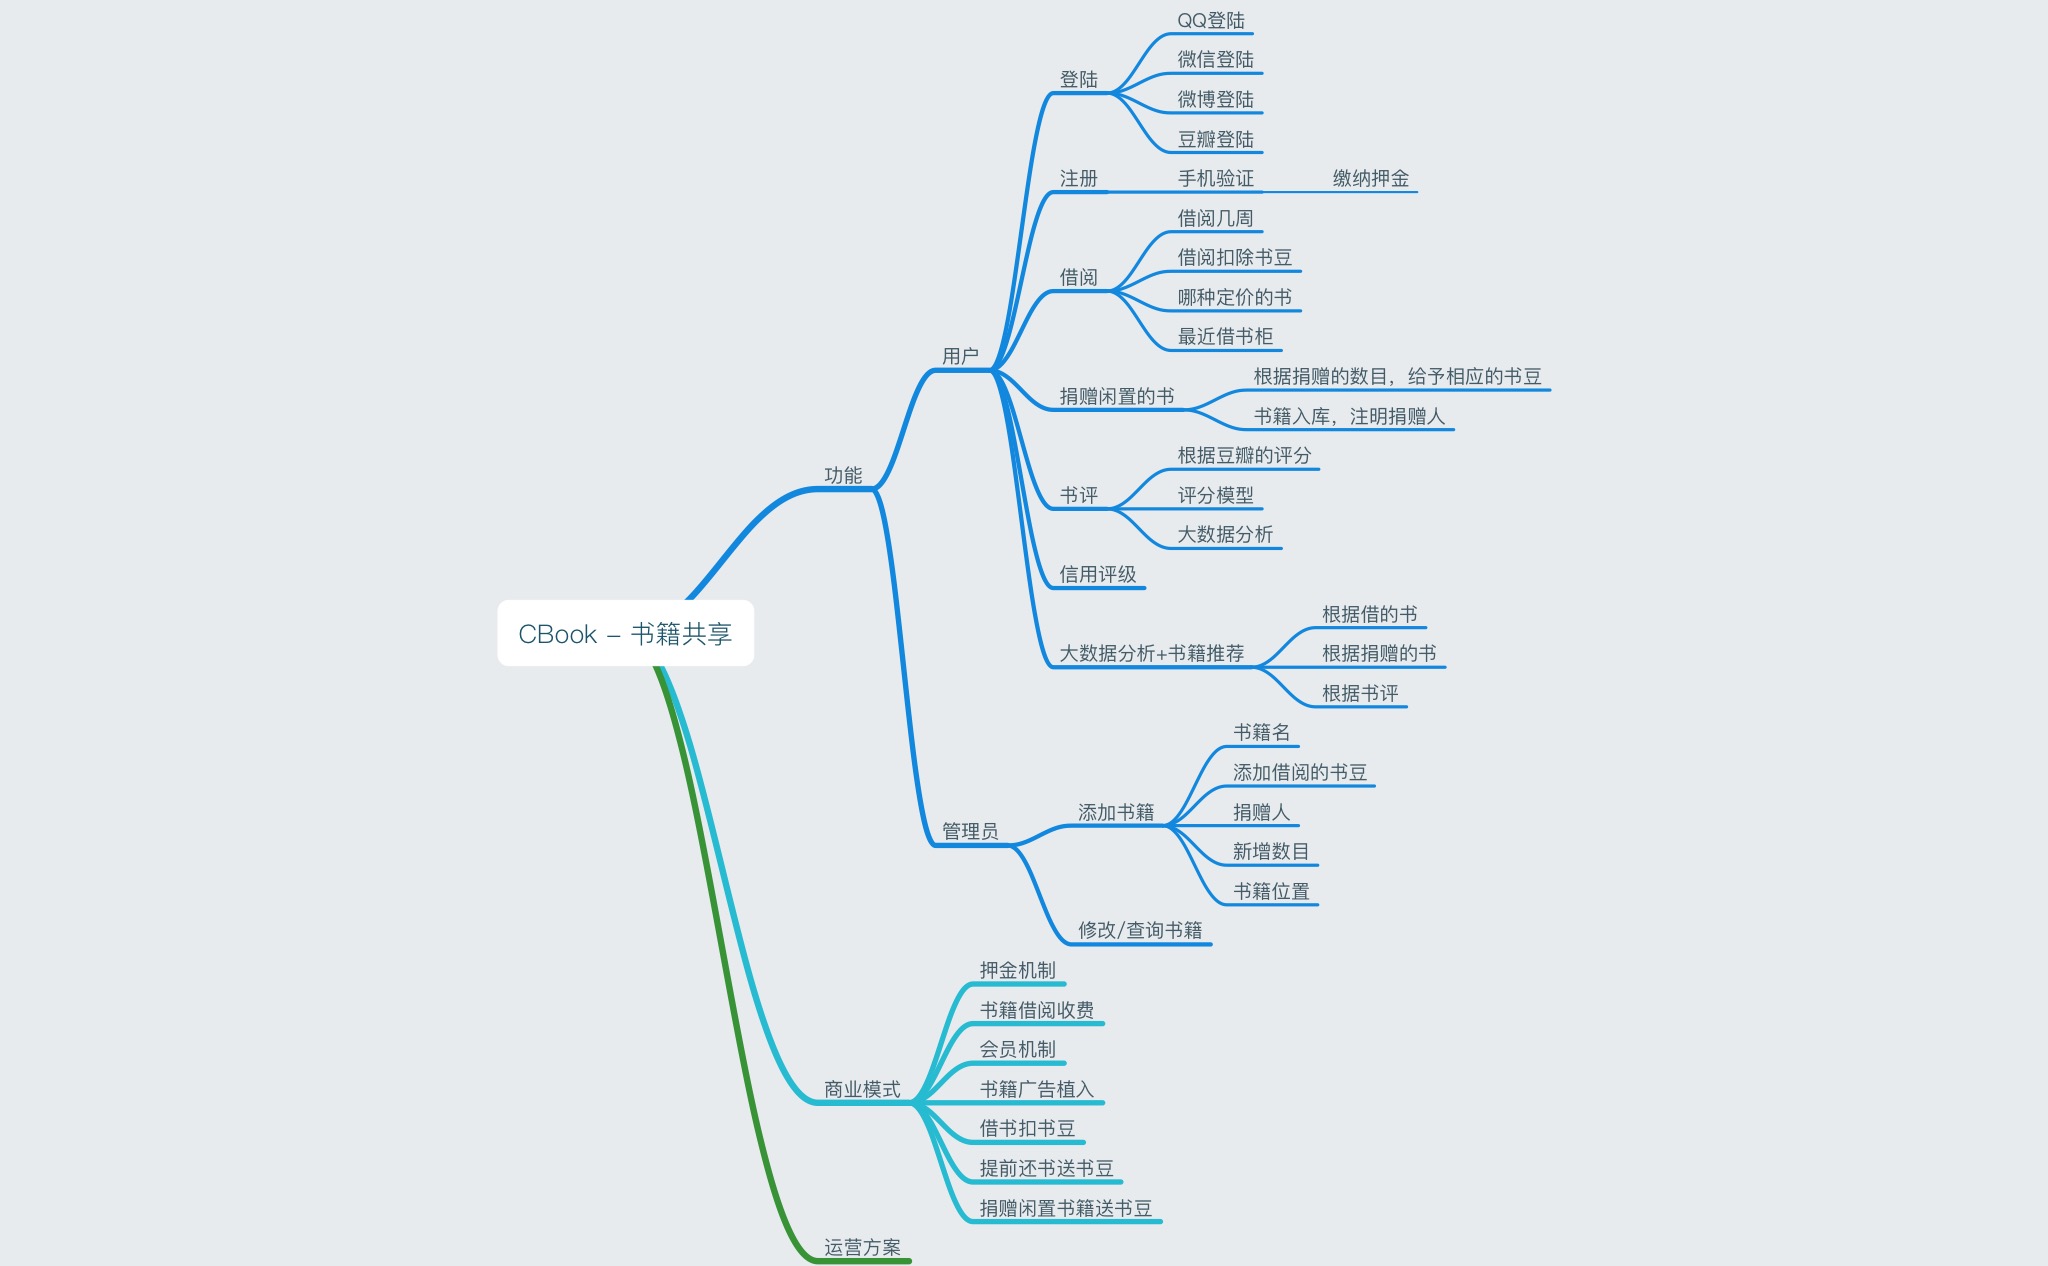 QQ登陆
微信登陆
登陆
微博登陆
豆瓣登陆
注册
手机验证
缴纳押金
借阅几周
借阅扣除书豆
借阅
哪种定价的书
最近借书柜
用户
根据捐赠的数目，给予相应的书豆
捐赠闲置的书
书籍入库，注明捐赠人
根据豆瓣的评分
功能
书评
评分模型
大数据分析
信用评级
根据借的书
CBook - 书籍共享
大数据分析+书籍推荐
根据捐赠的书
根据书评
书籍名
添加借阅的书豆
添加书籍
捐赠人
管理员
新增数目
书籍位置
修改/查询书籍
押金机制
书籍借阅收费
会员机制
商业模式
书籍广告植入
借书扣书豆
提前还书送书豆
捐赠闲置书籍送书豆
运营方案